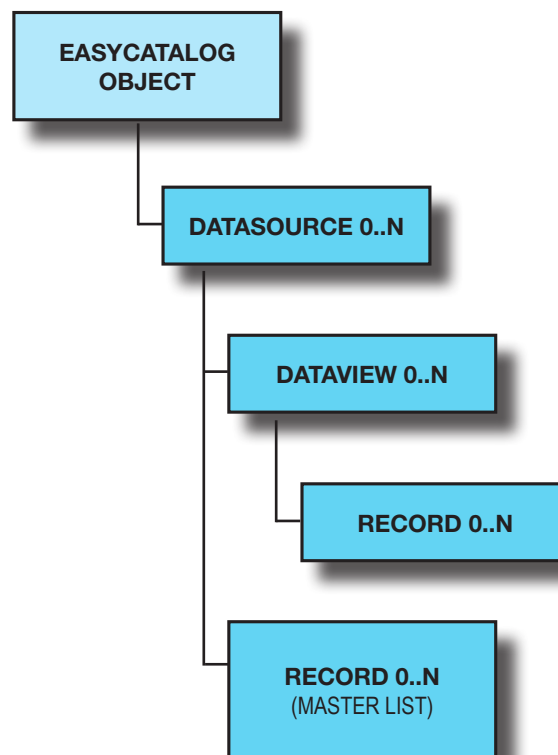 EASYCATALOG
OBJECT
DATASOURCE 0..N
DATAVIEW 0..N
RECORD 0..N
RECORD 0..N
(MASTER LIST)